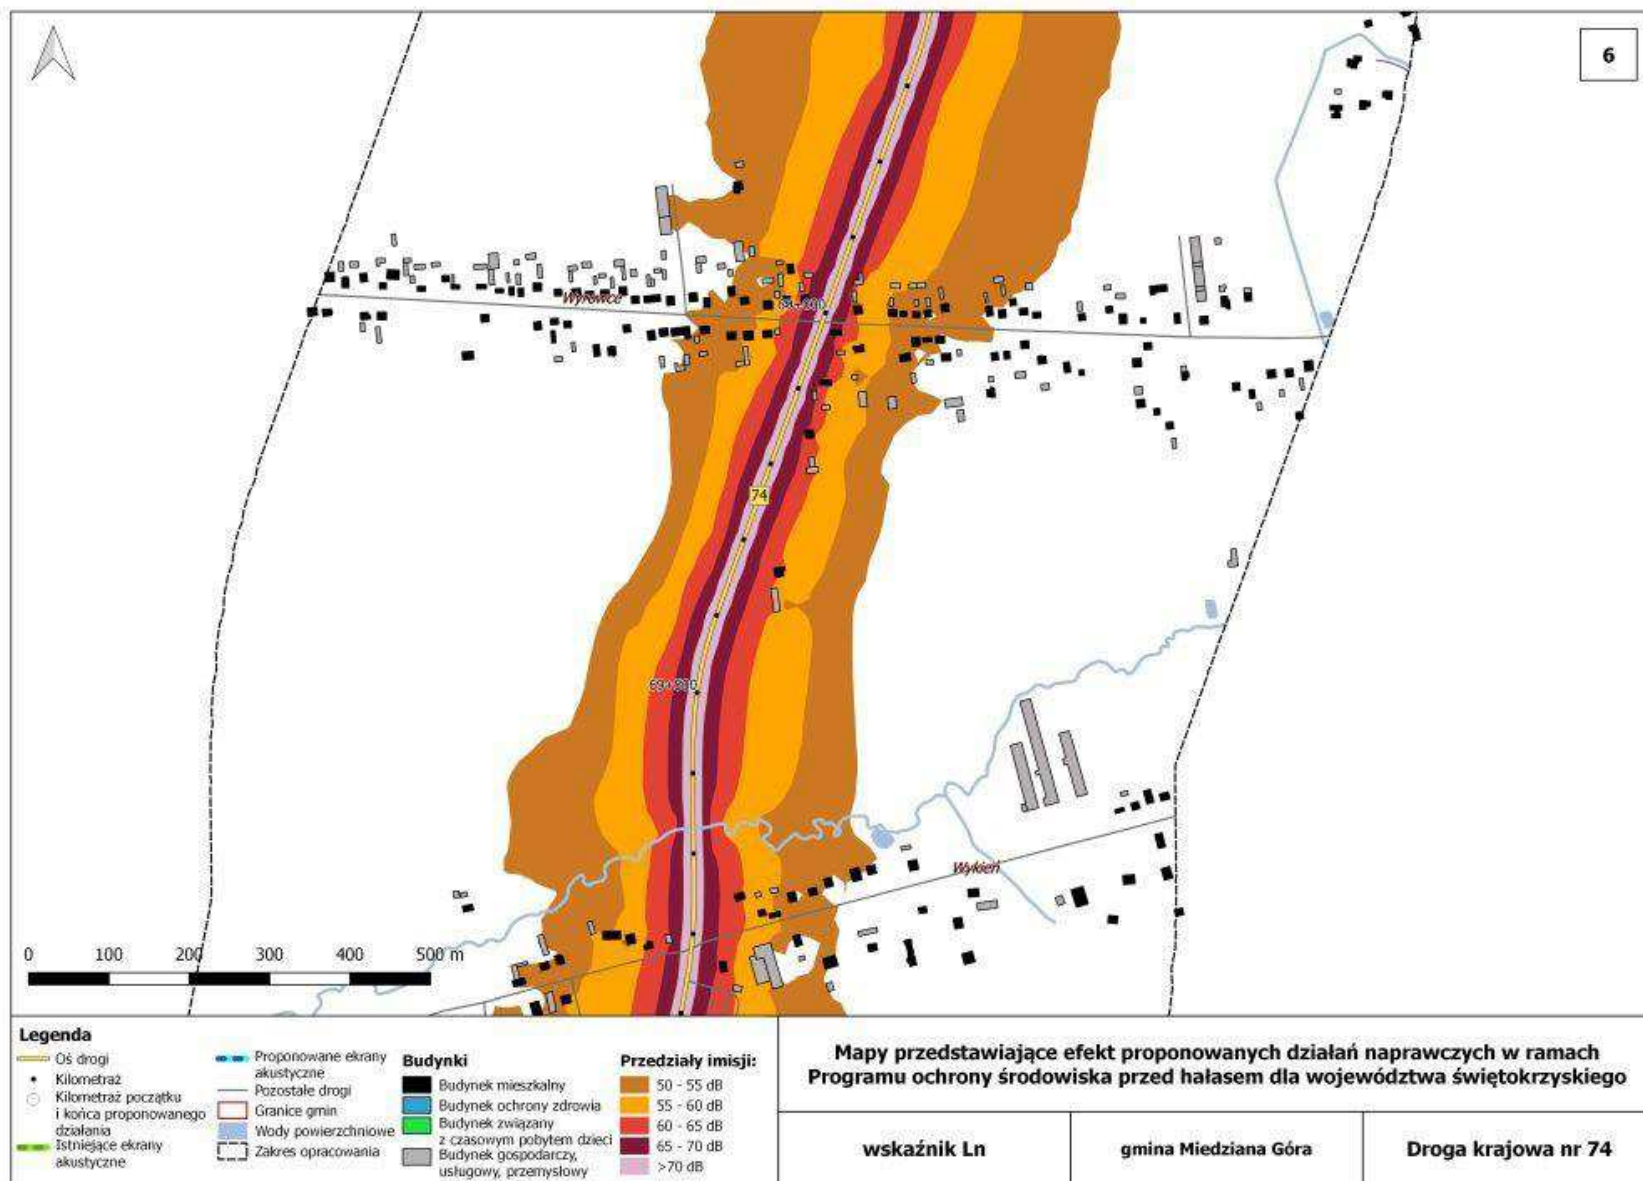 6
Wyrowice
74
69+500
Wykień
0 100 200 300 400 500 m
Legenda
Oś drogi
Kilometraż
Kilometraż początku
i końca proponowanego
działania
Istniejące ekrany
akustyczne
Proponowane ekrany
akustyczne
Pozostałe drogi
Granice gmin
Wody powierzchniowe
Zakres opracowania
Budynki
Budynek mieszkalny
Budynek ochrony zdrowia
Budynek związany
z czasowym pobytem dzieci
Budynek gospodarczy,
usługowy, przemysłowy
Przedziały imisji:
50 - 55 dB
55 - 60 dB
60 - 65 dB
65 - 70 dB
>70 dB
Mapy przedstawiające efekt proponowanych działań naprawczych w ramach
Programu ochrony środowiska przed hałasem dla województwa świętokrzyskiego
wskaźnik Ln
gmina Miedziana Góra
Droga krajowa nr 74